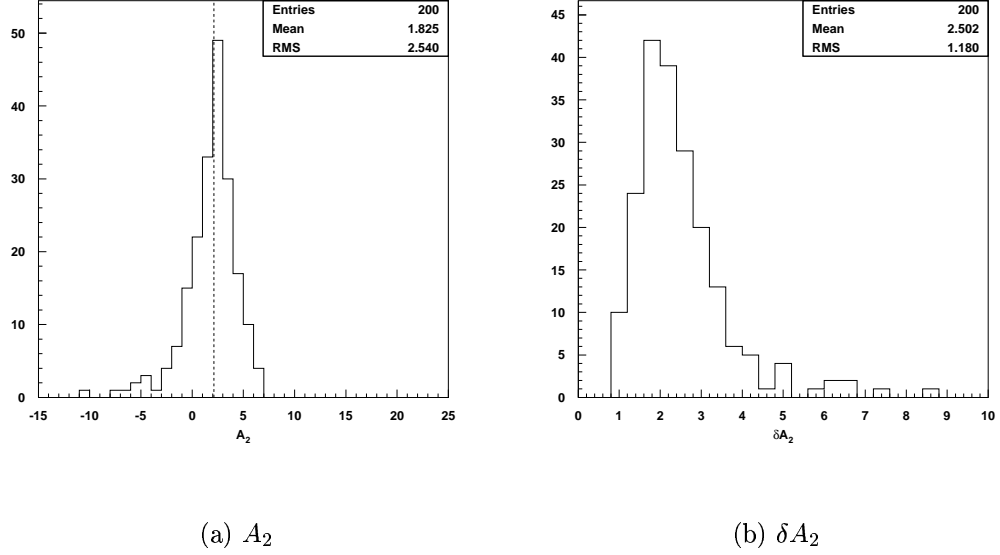 Entries 200
Mean 1.825
RMS 2.540
50
40
30
20
10
0
-15 -10 -5 0 5 10 15 20 25
A2
(a) A2
Entries 200
Mean 2.502
RMS 1.180
45
40
35
30
25
20
15
10
5
0
0 1 2 3 4 5 6 7 8 9 10
δA2
(b) δA2